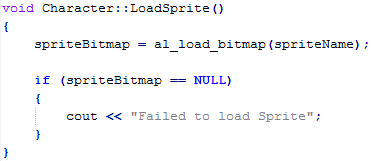 void Character::LoadSprite()
{
    spriteBitmap = al_load_bitmap(spriteName);

    if (spriteBitmap == NULL)
    {
        cout << "Failed to load Sprite";
    }
}